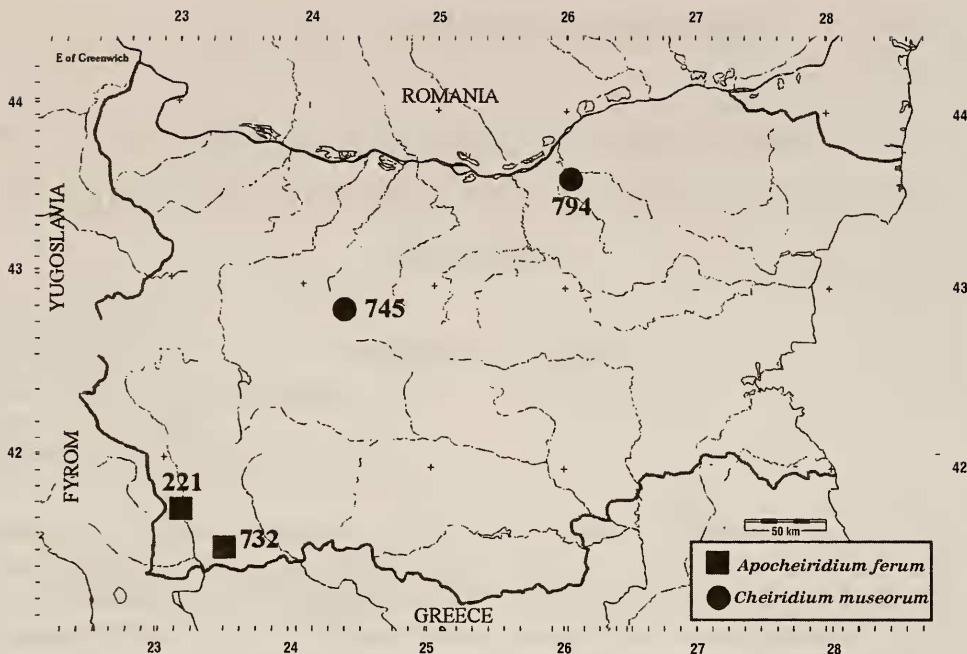 23 24 25 26 27 28
E of Greenwich
44 ROMANIA 44
YUGOSLAVIA
794
43 43
745
42 42
FYROM
221
732
50 km
Apocheiridium ferum
Cheiridium museorum
GREECE
23 24 25 26 27 28